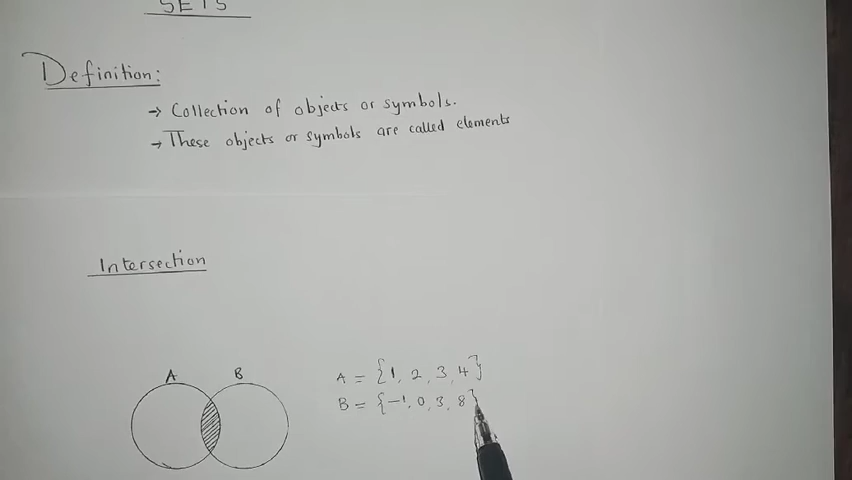 SETS
Definition:
→ Collection of objects or symbols.
→ These objects or symbols are called elements
Intersection
A B
A = {1, 2, 3, 4}
B = {-1, 0, 3, 8}